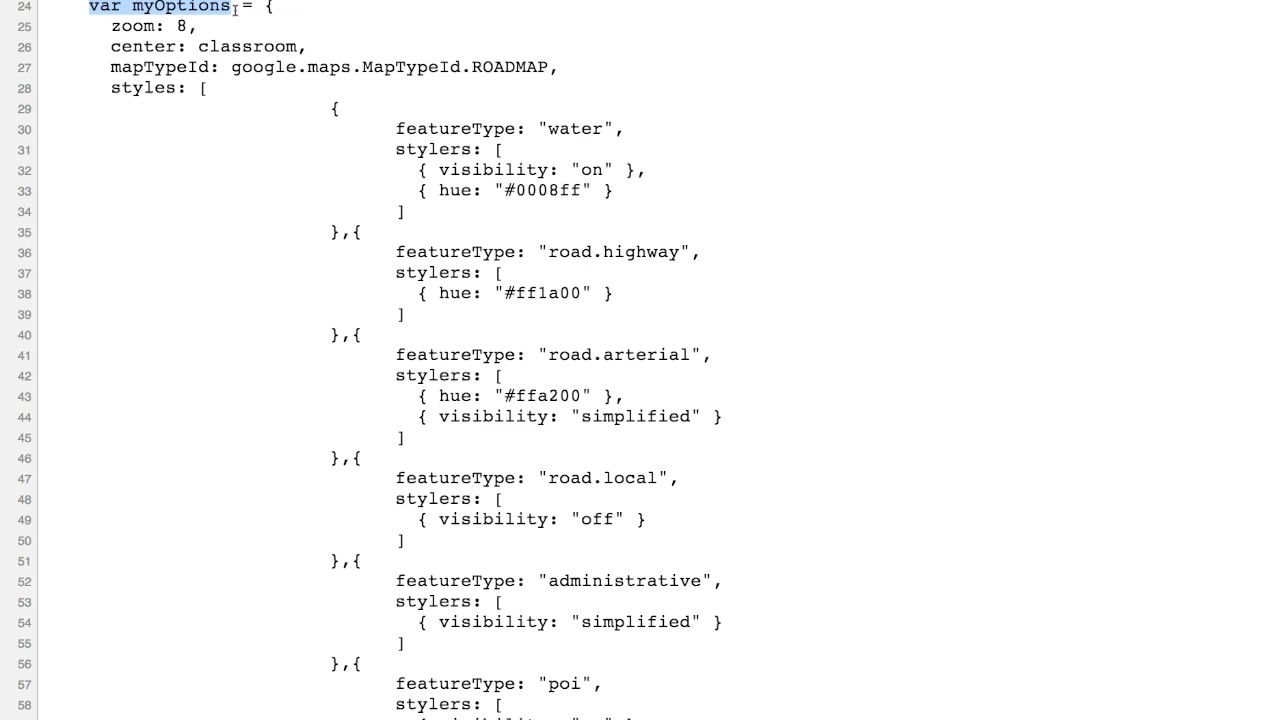 24 var myOptions = {
25 zoom: 8,
26 center: classroom,
27 mapTypeId: google.maps.MapTypeId.ROADMAP,
28 styles: [
29 {
30 featureType: "water",
31 stylers: [
32 { visibility: "on" },
33 { hue: "#0008ff" }
34 ]
35 },{
36 featureType: "road.highway",
37 stylers: [
38 { hue: "#ff1a00" }
39 ]
40 },{
41 featureType: "road.arterial",
42 stylers: [
43 { hue: "#ffa200" },
44 { visibility: "simplified" }
45 ]
46 },{
47 featureType: "road.local",
48 stylers: [
49 { visibility: "off" }
50 ]
51 },{
52 featureType: "administrative",
53 stylers: [
54 { visibility: "simplified" }
55 ]
56 },{
57 featureType: "poi",
58 stylers: [